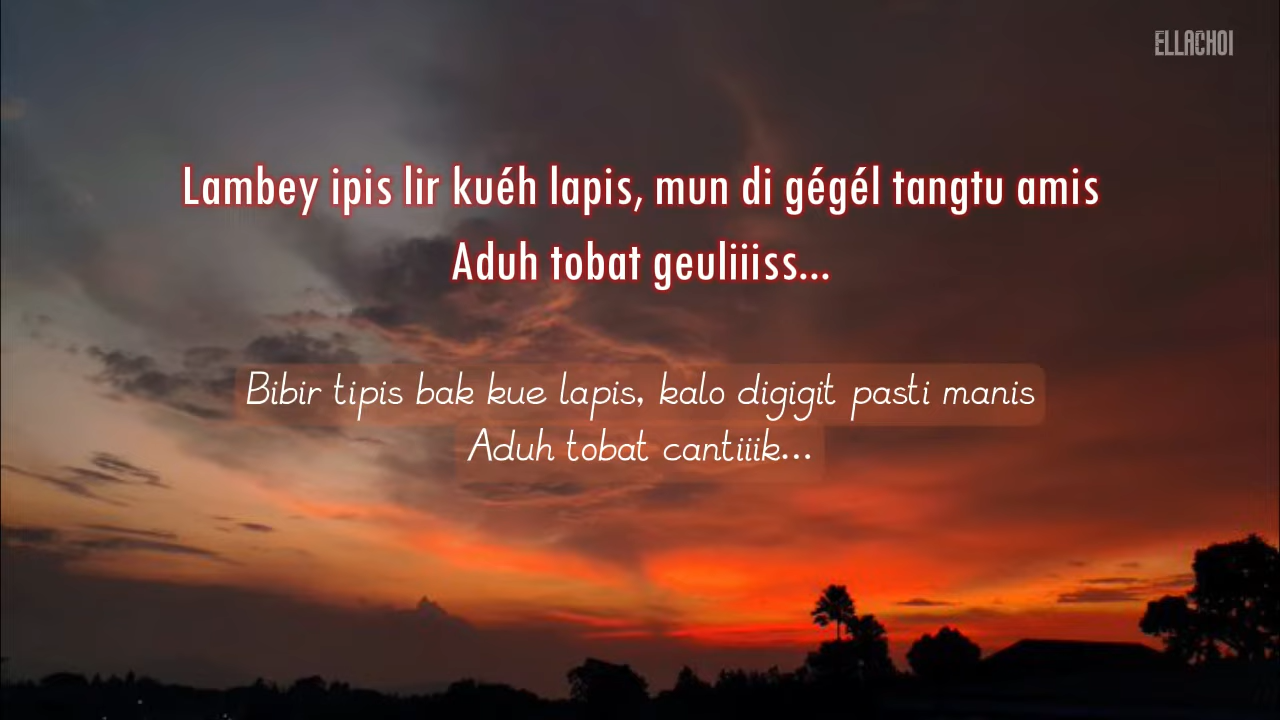 ELLACHOI
Lambey ipis lir kuéh lapis, mun di gégél tangtu amis
Aduh tobat geuliiiss...
Bibir tipis bak kue lapis, kalo digigit pasti manis
Aduh tobat cantiiik...